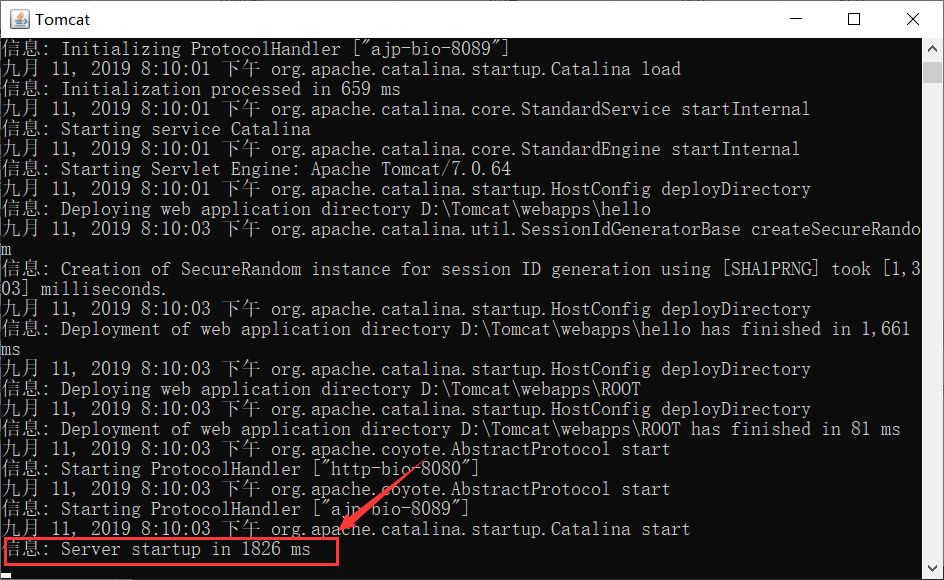 Tomcat
信息: Initializing ProtocolHandler ["ajp-bio-8089"]
九月 11, 2019 8:10:01 下午 org.apache.catalina.startup.Catalina load
信息: Initialization processed in 659 ms
九月 11, 2019 8:10:01 下午 org.apache.catalina.core.StandardService startInternal
信息: Starting service Catalina
九月 11, 2019 8:10:01 下午 org.apache.catalina.core.StandardEngine startInternal
信息: Starting Servlet Engine: Apache Tomcat/7.0.64
九月 11, 2019 8:10:01 下午 org.apache.catalina.startup.HostConfig deployDirectory
信息: Deploying web application directory D:\Tomcat\webapps\hello
九月 11, 2019 8:10:03 下午 org.apache.catalina.util.SessionIdGeneratorBase createSecureRando
m
信息: Creation of SecureRandom instance for session ID generation using [SHA1PRNG] took [1,3
03] milliseconds.
九月 11, 2019 8:10:03 下午 org.apache.catalina.startup.HostConfig deployDirectory
信息: Deployment of web application directory D:\Tomcat\webapps\hello has finished in 1,661
ms
九月 11, 2019 8:10:03 下午 org.apache.catalina.startup.HostConfig deployDirectory
信息: Deploying web application directory D:\Tomcat\webapps\ROOT
九月 11, 2019 8:10:03 下午 org.apache.catalina.startup.HostConfig deployDirectory
信息: Deployment of web application directory D:\Tomcat\webapps\ROOT has finished in 81 ms
九月 11, 2019 8:10:03 下午 org.apache.coyote.AbstractProtocol start
信息: Starting ProtocolHandler ["http-bio-8080"]
九月 11, 2019 8:10:03 下午 org.apache.coyote.AbstractProtocol start
信息: Starting ProtocolHandler ["ajp-bio-8089"]
九月 11, 2019 8:10:03 下午 org.apache.catalina.startup.Catalina start
信息: Server startup in 1826 ms